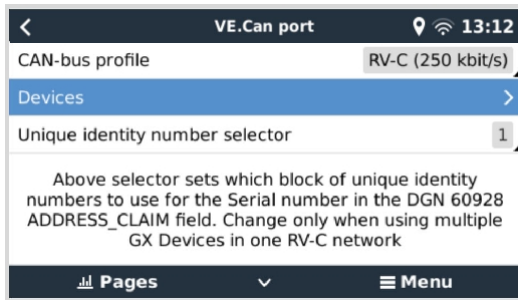 VE.Can port 13:12
CAN-bus profile RV-C (250 kbit/s)
Devices
Unique identity number selector 1
Above selector sets which block of unique identity
numbers to use for the Serial number in the DGN 60928
ADDRESS_CLAIM field. Change only when using multiple
GX Devices in one RV-C network
Pages Menu